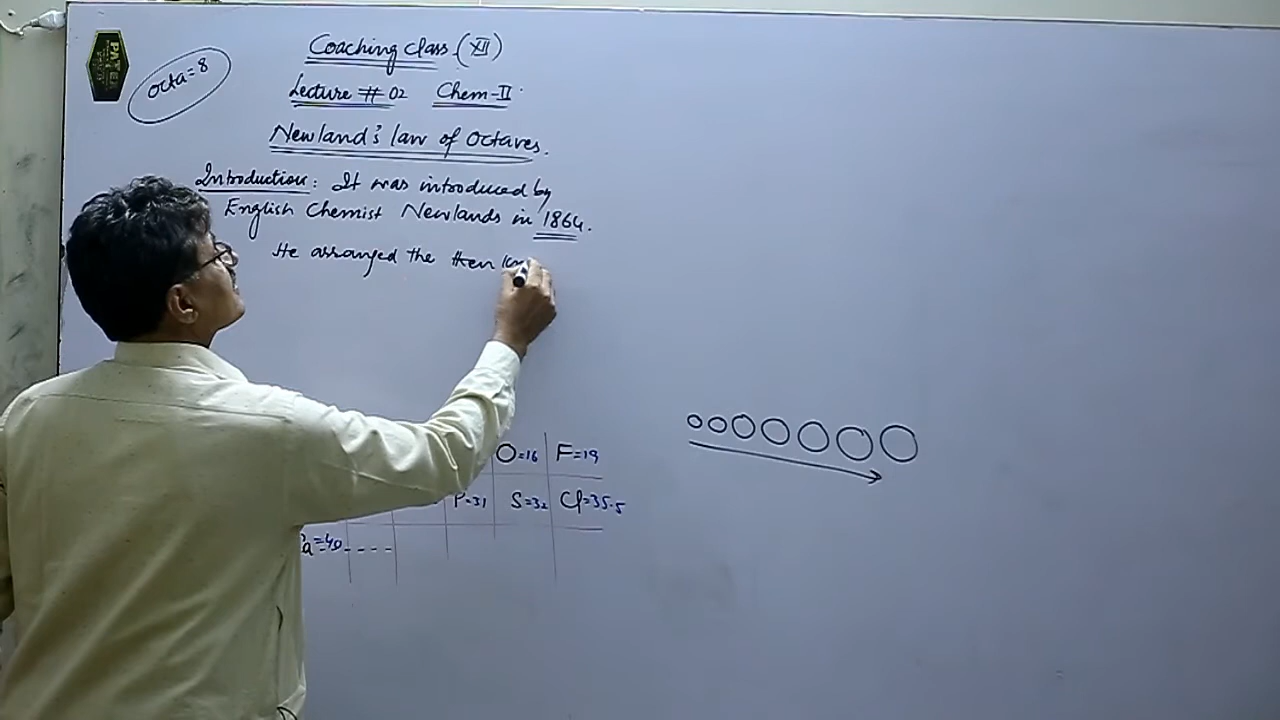 Coaching Class (XII)
octa=8
Lecture # 02 Chem-II
Newland's law of Octaves.
Introduction: It was introduced by
English Chemist Newlands in 1864.
He arranged the then
O=16 F=19
P=31 S=32 Cl=35.5
a=40 ----